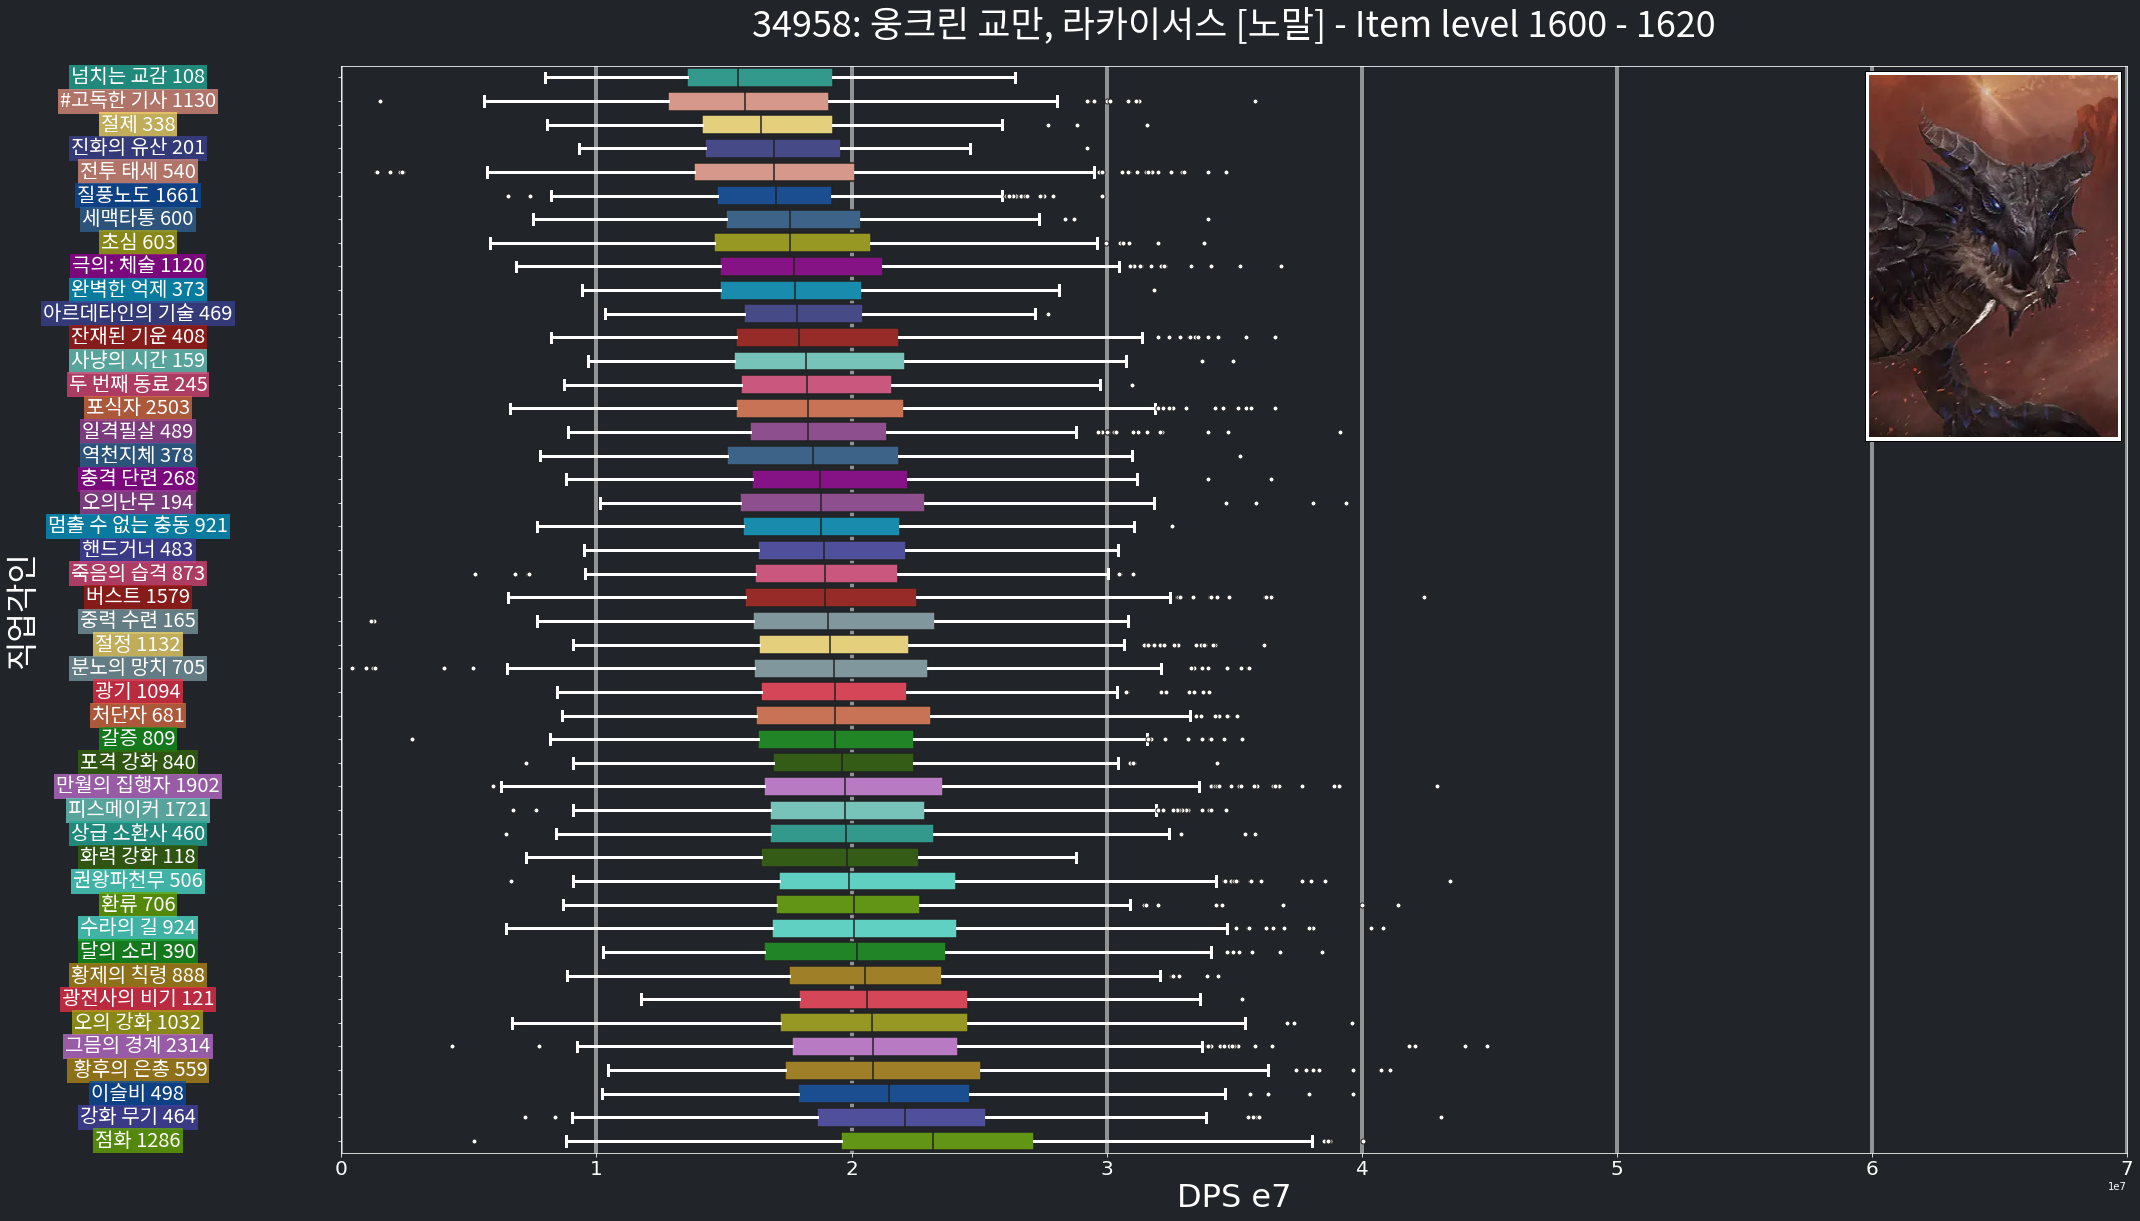 34958: 웅크린 교만, 라카이서스 [노말] - Item level 1600 - 1620
직업각인
넘치는 교감 108
#고독한 기사 1130
절제 338
진화의 유산 201
전투 태세 540
질풍노도 1661
세맥타통 600
초심 603
극의: 체술 1120
완벽한 억제 373
아르데타인의 기술 469
잔재된 기운 408
사냥의 시간 159
두 번째 동료 245
포식자 2503
일격필살 489
역천지체 378
충격 단련 268
오의난무 194
멈출 수 없는 충동 921
핸드거너 483
죽음의 습격 873
버스트 1579
중력 수련 165
절정 1132
분노의 망치 705
광기 1094
처단자 681
갈증 809
포격 강화 840
만월의 집행자 1902
피스메이커 1721
상급 소환사 460
화력 강화 118
권왕파천무 506
환류 706
수라의 길 924
달의 소리 390
황제의 칙령 888
광전사의 비기 121
오의 강화 1032
그믐의 경계 2314
황후의 은총 559
이슬비 498
강화 무기 464
점화 1286
0 1 2 3 4 5 6 7
1e7
DPS e7